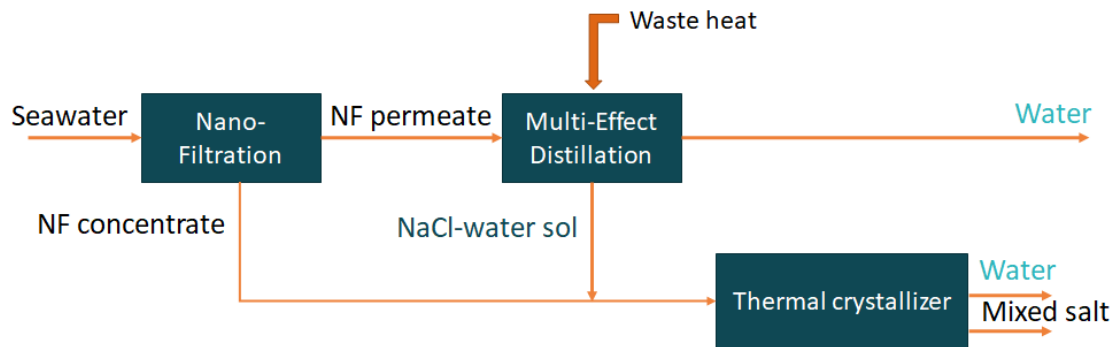 Waste heat
Seawater
Nano-
Filtration
NF permeate
Multi-Effect
Distillation
Water
NF concentrate
NaCl-water sol
Thermal crystallizer
Water
Mixed salt